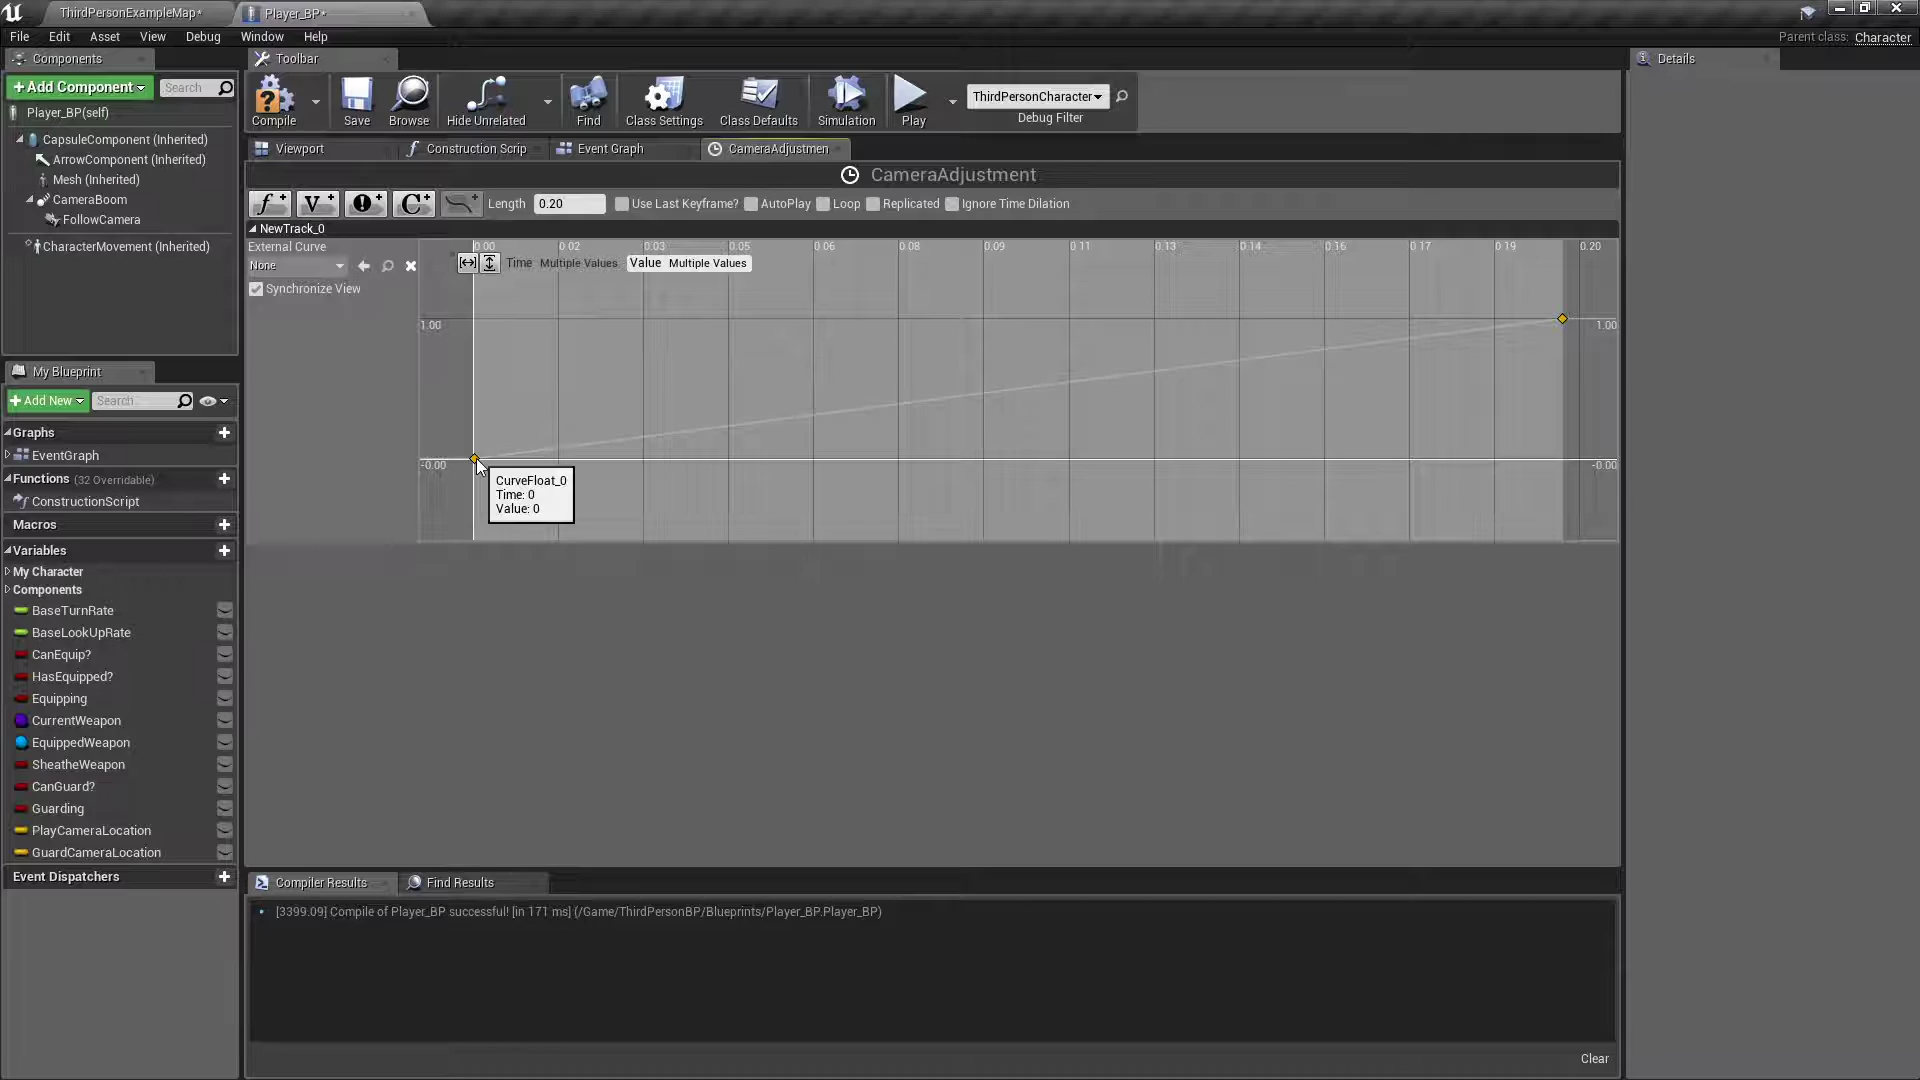 ThirdPersonExampleMap*
Player_BP*
File Edit Asset View Debug Window Help
Parent class: Character
Components
Toolbar
Details
+Add Component
Search
Compile
Save
Browse
Hide Unrelated
Find
Class Settings
Class Defaults
Simulation
Play
ThirdPersonCharacter
Debug Filter
Player_BP(self)
CapsuleComponent (Inherited)
ArrowComponent (Inherited)
Mesh (Inherited)
CameraBoom
FollowCamera
CharacterMovement (Inherited)
Viewport
Construction Scrip
Event Graph
CameraAdjustmen
CameraAdjustment
Length 0.20 Use Last Keyframe? AutoPlay Loop Replicated Ignore Time Dilation
NewTrack_0
External Curve
None
Synchronize View
0.00 0.02 0.03 0.05 0.06 0.08 0.09 0.11 0.13 0.14 0.16 0.17 0.19 0.20
Time Multiple Values Value Multiple Values
1.00 1.00
-0.00 -0.00
CurveFloat_0
Time: 0
Value: 0
My Blueprint
+Add New
Search
Graphs
EventGraph
Functions (32 Overridable)
ConstructionScript
Macros
Variables
My Character
Components
BaseTurnRate
BaseLookUpRate
CanEquip?
HasEquipped?
Equipping
CurrentWeapon
EquippedWeapon
SheatheWeapon
CanGuard?
Guarding
PlayCameraLocation
GuardCameraLocation
Event Dispatchers
Compiler Results
Find Results
[3399.09] Compile of Player_BP successful! [in 171 ms] (/Game/ThirdPersonBP/Blueprints/Player_BP.Player_BP)
Clear